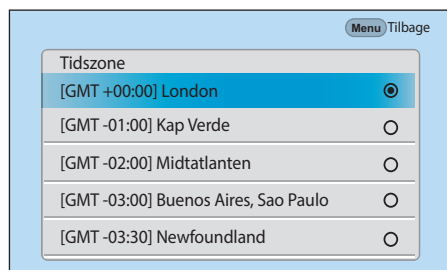 Menu Tilbage
Tidszone
[GMT +00:00] London
[GMT -01:00] Kap Verde
[GMT -02:00] Midtatlanten
[GMT -03:00] Buenos Aires, Sao Paulo
[GMT -03:30] Newfoundland